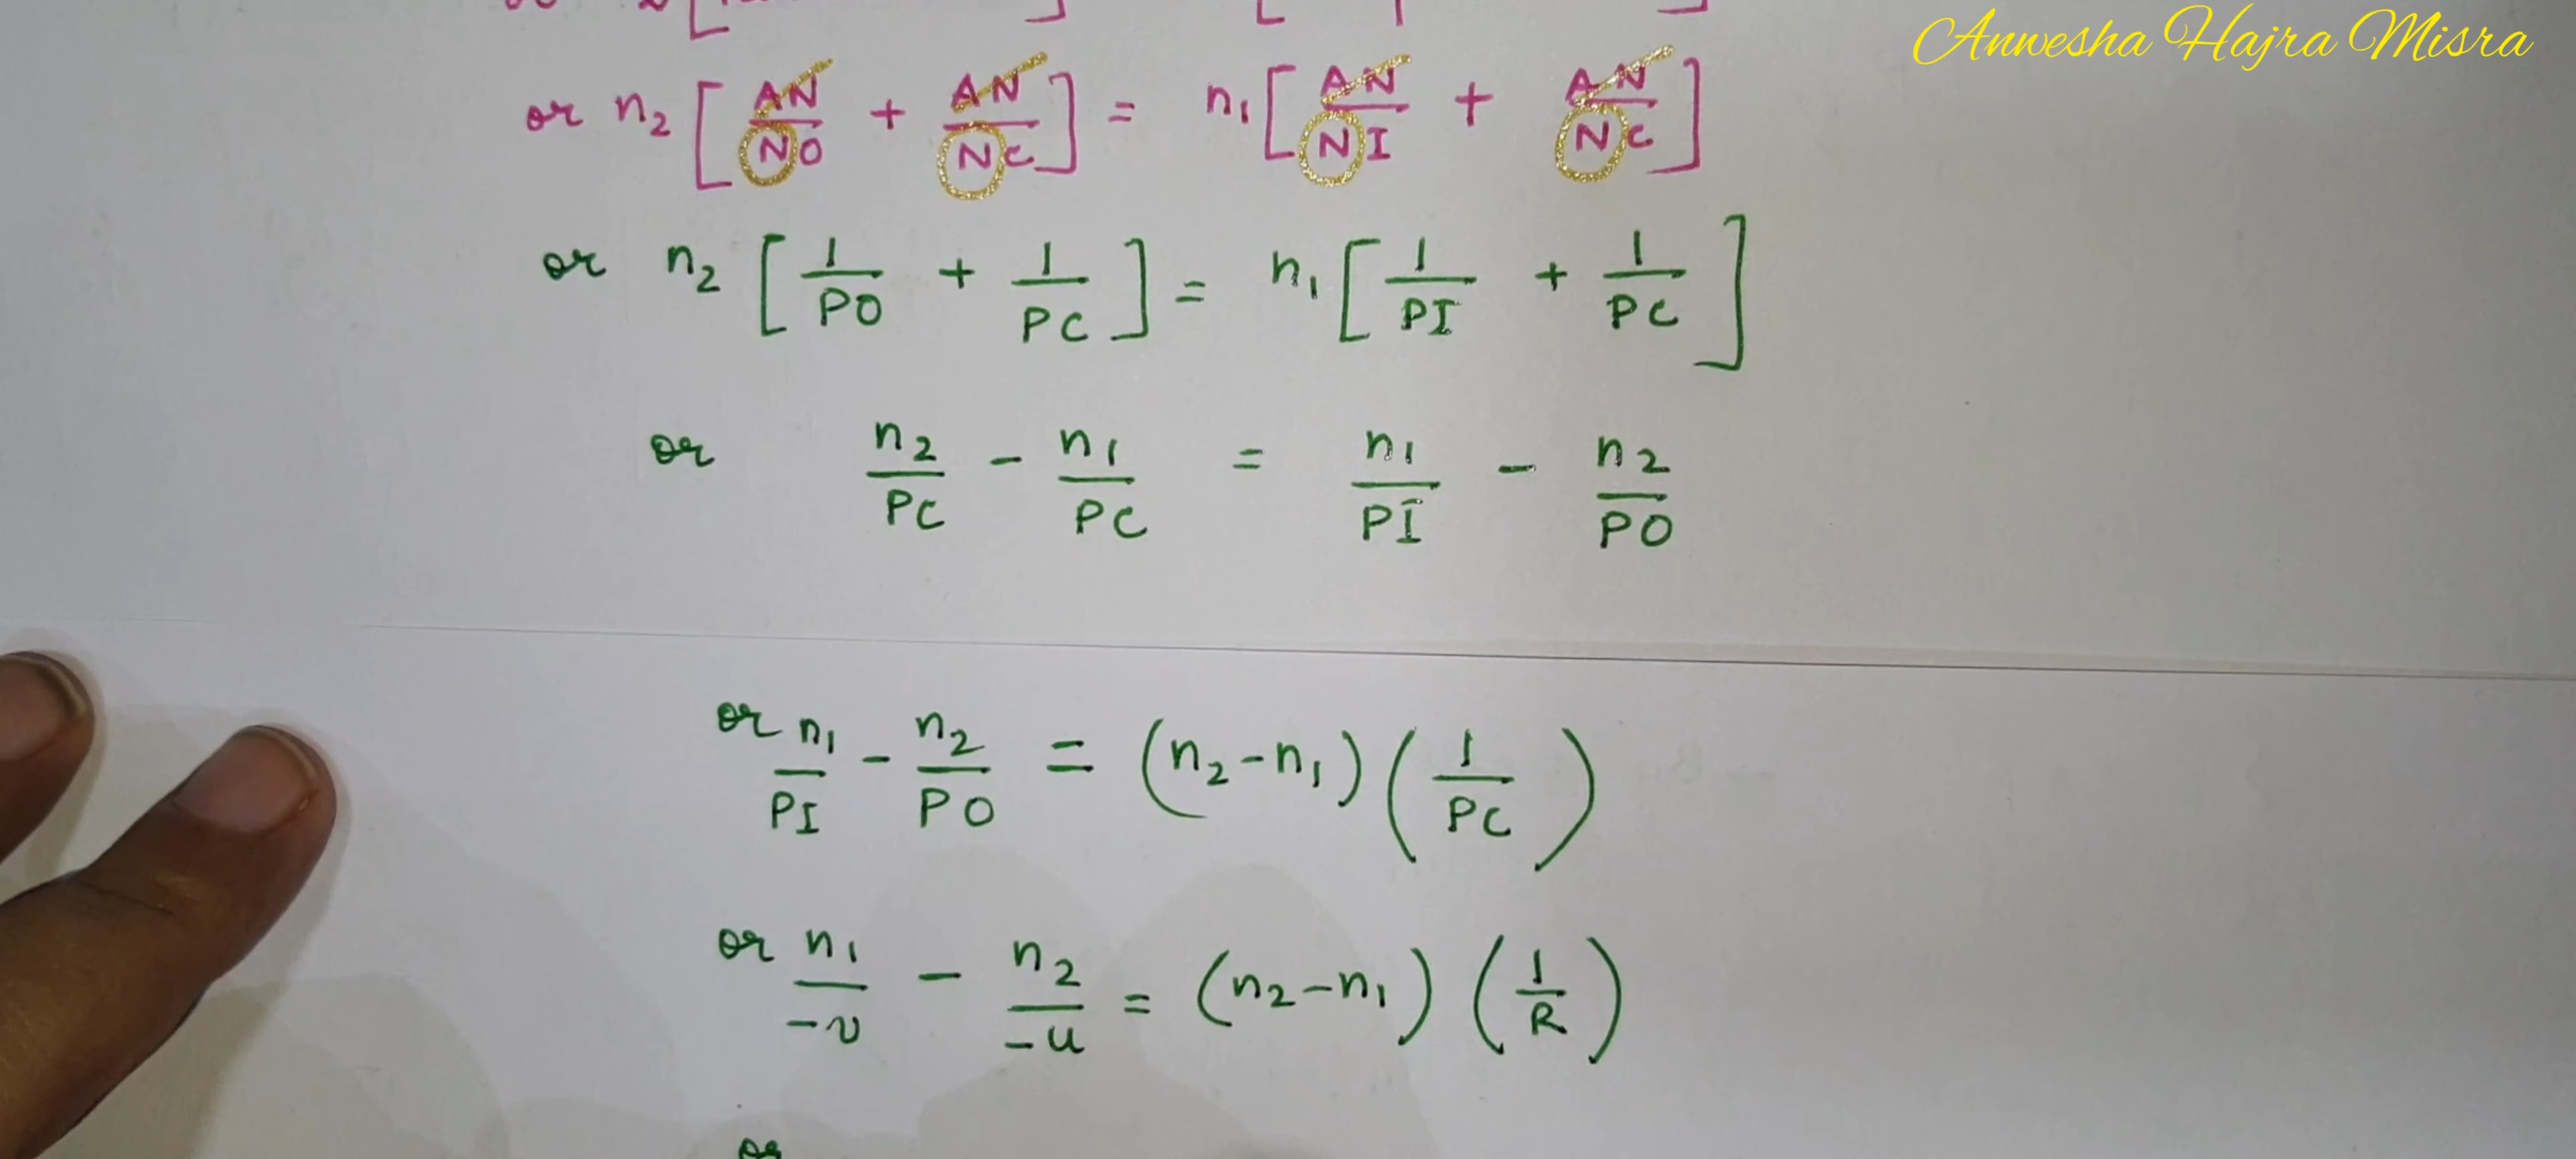 Anwesha Hajra Misra
or n₂ [AN/NO + AN/NC] = n₁ [AN/NI + AN/NC]
or n₂ [1/PO + 1/PC] = n₁ [1/PI + 1/PC]
or n₂/PC - n₁/PC = n₁/PI - n₂/PO
or n₁/PI - n₂/PO = (n₂-n₁) (1/PC)
or n₁/-v - n₂/-u = (n₂-n₁) (1/R)